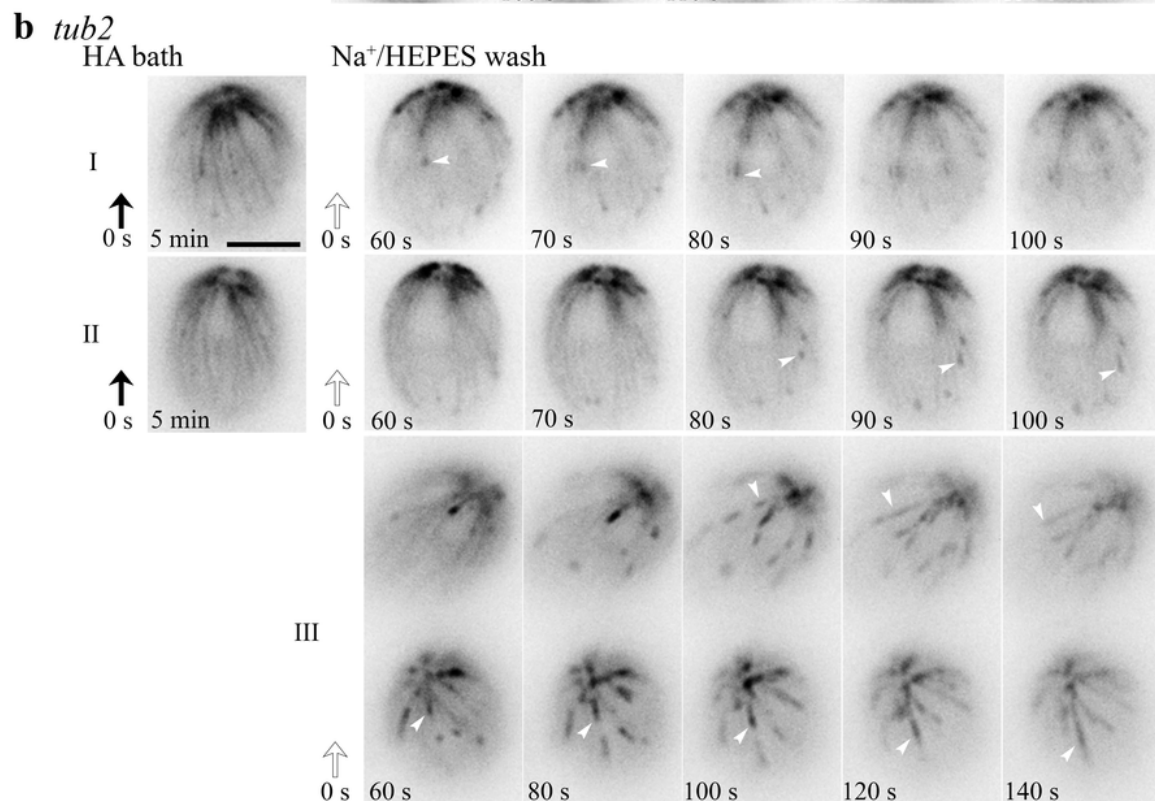 b tub2
HA bath Na⁺/HEPES wash
I
0 s 5 min 0 s 60 s 70 s 80 s 90 s 100 s
II
0 s 5 min 0 s 60 s 70 s 80 s 90 s 100 s
III
0 s 60 s 80 s 100 s 120 s 140 s